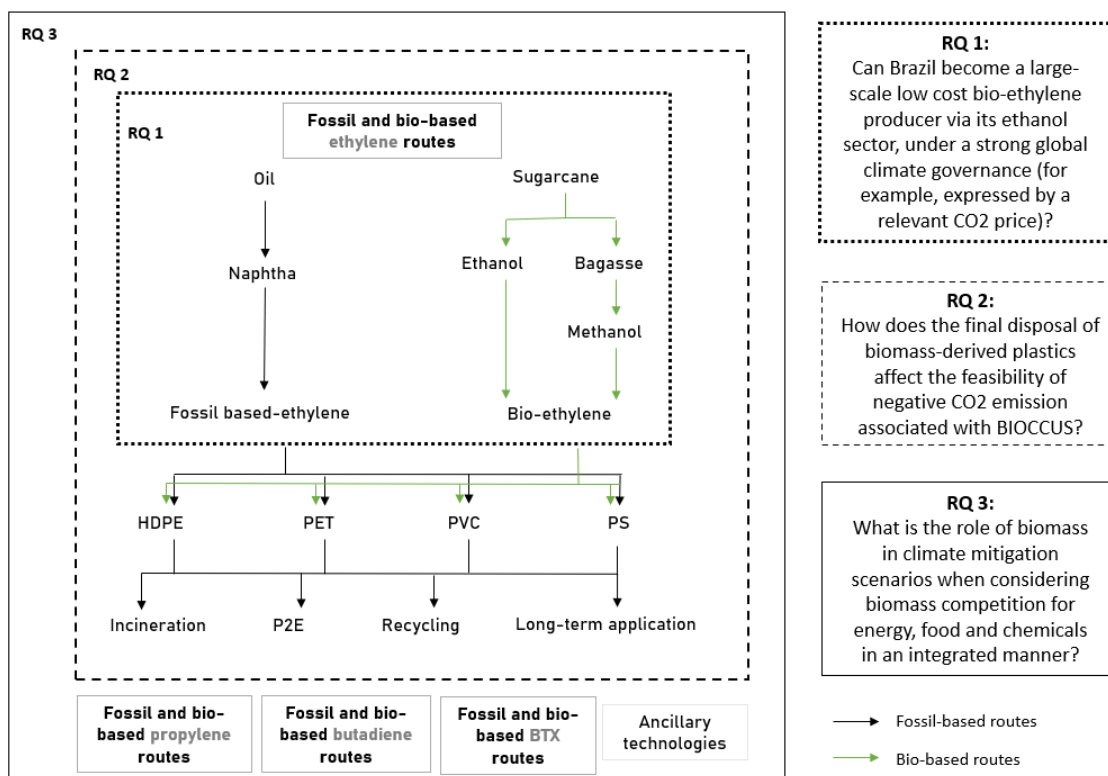 RQ 3
RQ 2
RQ 1
Fossil and bio-based
ethylene routes
Oil
Sugarcane
Naphtha
Ethanol
Bagasse
Methanol
Fossil based-ethylene
Bio-ethylene
HDPE
PET
PVC
PS
Incineration
P2E
Recycling
Long-term application
Fossil and bio-
based propylene
routes
Fossil and bio-
based butadiene
routes
Fossil and bio-
based BTX
routes
Ancillary
technologies
RQ 1:
Can Brazil become a large-
scale low cost bio-ethylene
producer via its ethanol
sector, under a strong global
climate governance (for
example, expressed by a
relevant CO2 price)?
RQ 2:
How does the final disposal of
biomass-derived plastics
affect the feasibility of
negative CO2 emission
associated with BIOCCUS?
RQ 3:
What is the role of biomass
in climate mitigation
scenarios when considering
biomass competition for
energy, food and chemicals
in an integrated manner?
Fossil-based routes
Bio-based routes